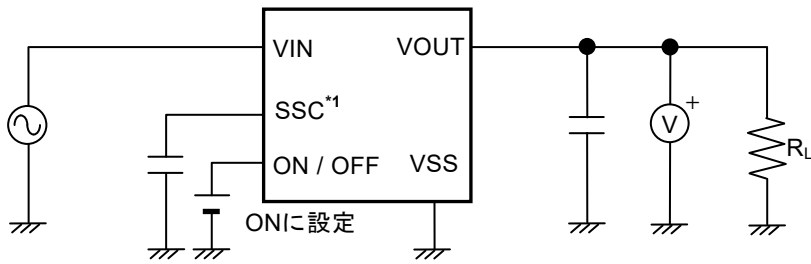 VIN VOUT
SSC*1
ON / OFF VSS
V +
RL
ONに設定